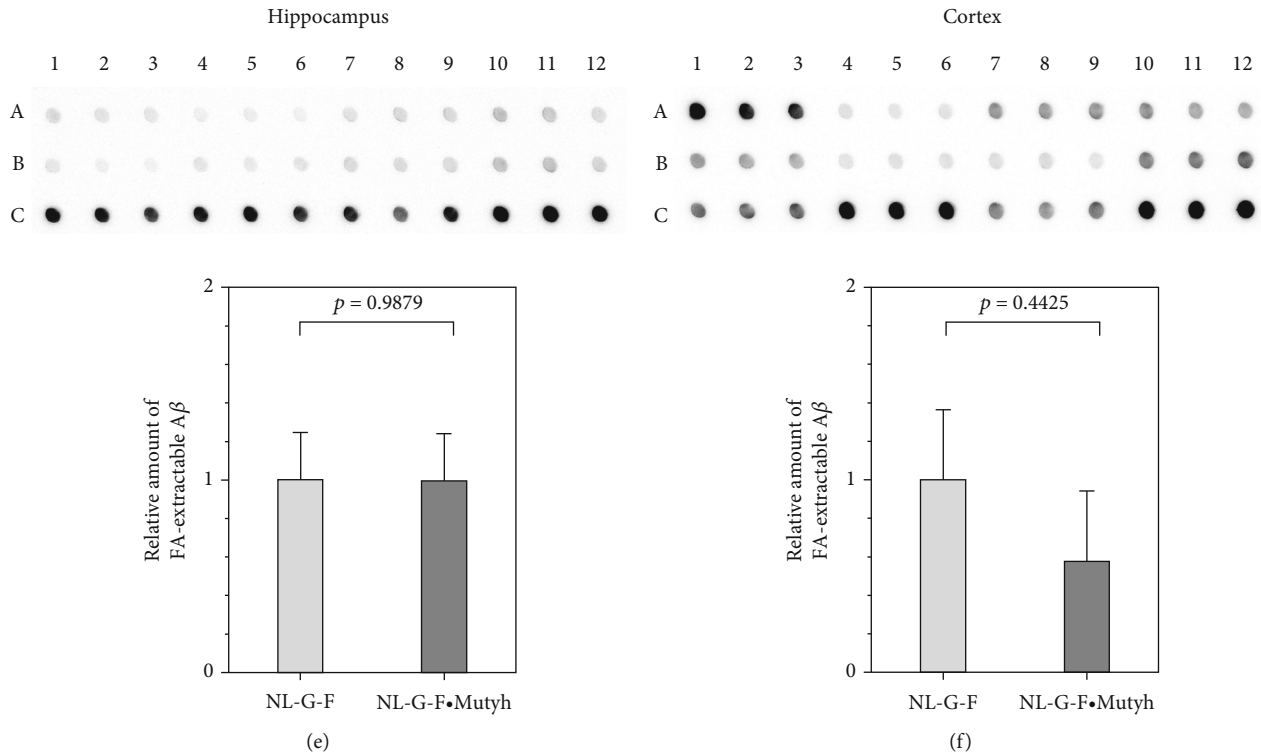 Hippocampus
1 2 3 4 5 6 7 8 9 10 11 12
A
B
C
2
1
0
Relative amount of
FA-extractable Aβ
p = 0.9879
NL-G-F NL-G-F•Mutyh
(e)
Cortex
1 2 3 4 5 6 7 8 9 10 11 12
A
B
C
2
1
0
Relative amount of
FA-extractable Aβ
p = 0.4425
NL-G-F NL-G-F•Mutyh
(f)